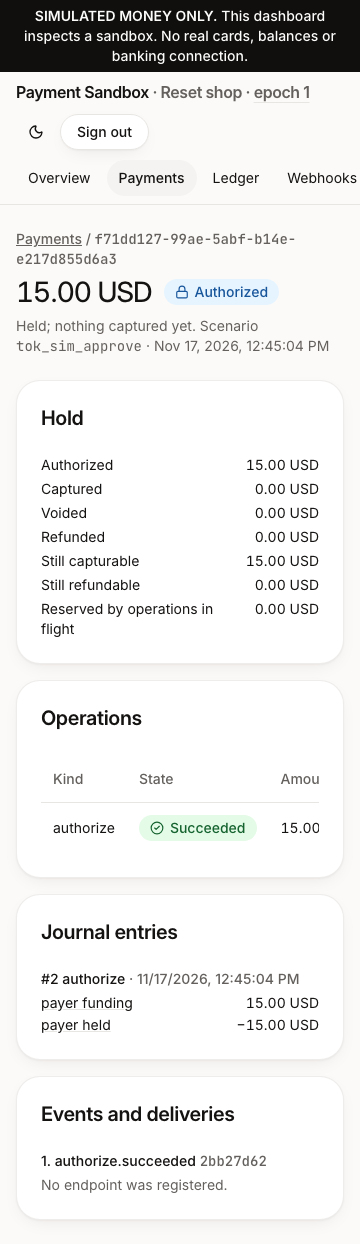 SIMULATED MONEY ONLY. This dashboard
inspects a sandbox. No real cards, balances or
banking connection.
Payment Sandbox · Reset shop · epoch 1
Sign out
Overview Payments Ledger Webhooks
Payments / f71dd127-99ae-5abf-b14e-
e217d855d6a3
15.00 USD Authorized
Held; nothing captured yet. Scenario
tok_sim_approve · Nov 17, 2026, 12:45:04 PM
Hold
Authorized 15.00 USD
Captured 0.00 USD
Voided 0.00 USD
Refunded 0.00 USD
Still capturable 15.00 USD
Still refundable 0.00 USD
Reserved by operations in 0.00 USD
flight
Operations
Kind State Amou
authorize Succeeded 15.00
Journal entries
#2 authorize · 11/17/2026, 12:45:04 PM
payer funding 15.00 USD
payer held −15.00 USD
Events and deliveries
1. authorize.succeeded 2bb27d62
No endpoint was registered.